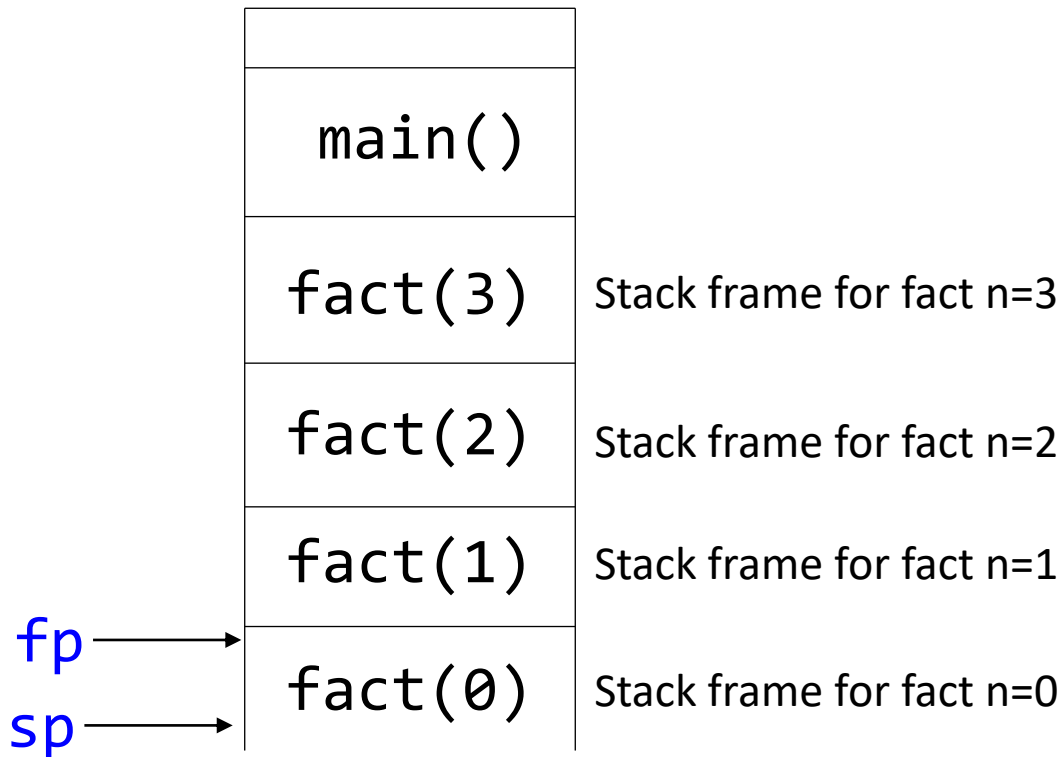 main()
fact(3) Stack frame for fact n=3
fact(2) Stack frame for fact n=2
fact(1) Stack frame for fact n=1
fp
fact(0) Stack frame for fact n=0
sp